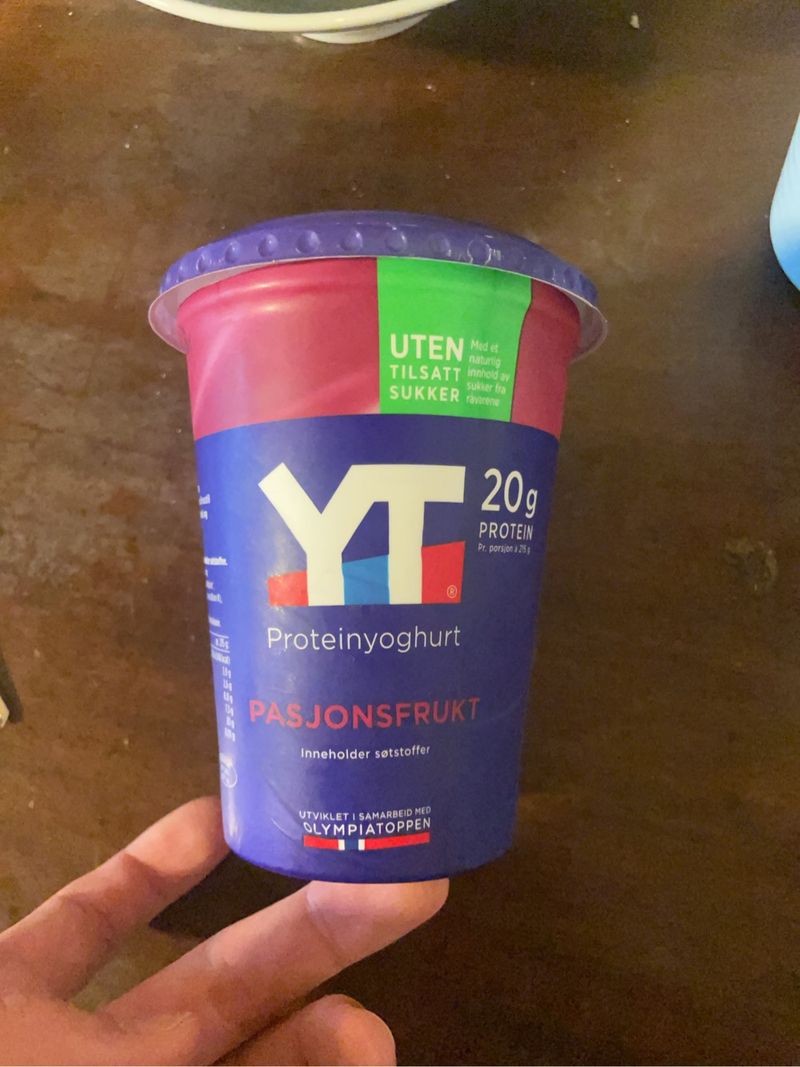 UTEN
TILSATT
SUKKER
Med et
naturlig
innhold av
sukker fra
råvarene
YT
®
20g
PROTEIN
Pr. porsjon à 215 g
Proteinyoghurt
PASJONSFRUKT
Inneholder søtstoffer
UTVIKLET I SAMARBEID MED
OLYMPIATOPPEN